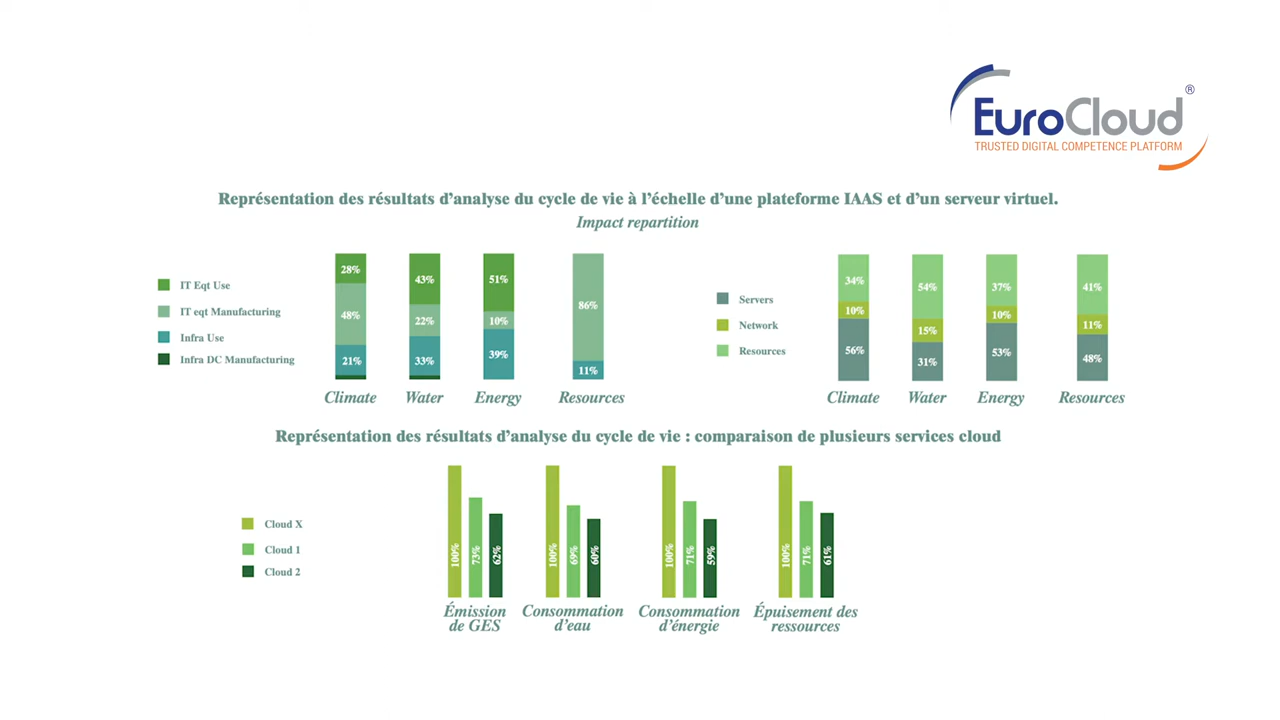 EuroCloud®
TRUSTED DIGITAL COMPETENCE PLATFORM
Représentation des résultats d'analyse du cycle de vie à l'échelle d'une plateforme IAAS et d'un serveur virtuel.
Impact repartition
IT Eqt Use
IT eqt Manufacturing
Infra Use
Infra DC Manufacturing
28%
48%
21%
Climate
43%
22%
33%
Water
51%
10%
39%
Energy
86%
11%
Resources
Servers
Network
Resources
34%
10%
56%
Climate
54%
15%
31%
Water
37%
10%
53%
Energy
41%
11%
48%
Resources
Représentation des résultats d'analyse du cycle de vie : comparaison de plusieurs services cloud
Cloud X
Cloud 1
Cloud 2
100%
73%
62%
Émission
de GES
100%
69%
60%
Consommation
d'eau
100%
71%
59%
Consommation
d'énergie
100%
71%
61%
Épuisement des
ressources